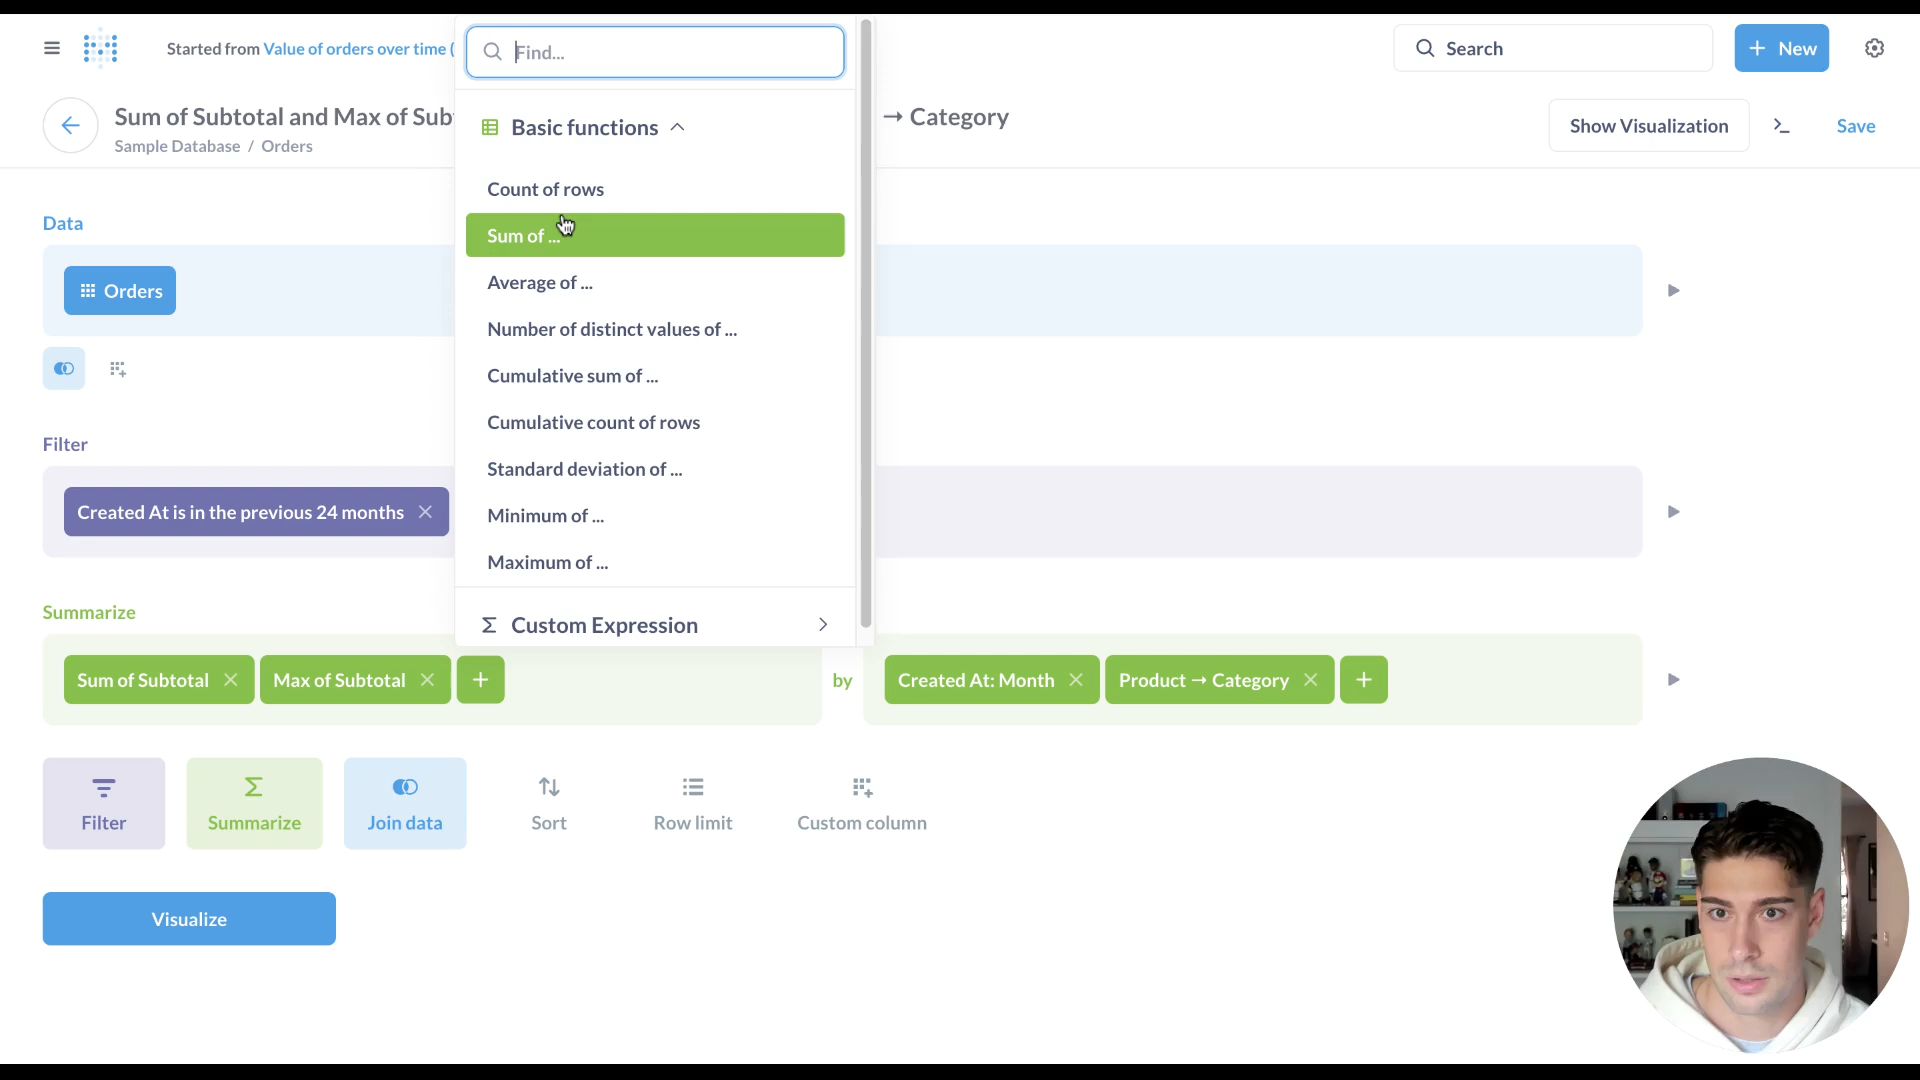 Started from Value of orders over time (
Find...
Search
New
Sum of Subtotal and Max of Sub
→ Category
Sample Database / Orders
Show Visualization
Save
Basic functions
Count of rows
Sum of ...
Average of ...
Number of distinct values of ...
Cumulative sum of ...
Cumulative count of rows
Standard deviation of ...
Minimum of ...
Maximum of ...
Custom Expression
Data
Orders
Filter
Created At is in the previous 24 months
Summarize
Sum of Subtotal
Max of Subtotal
by
Created At: Month
Product → Category
Filter
Summarize
Join data
Sort
Row limit
Custom column
Visualize